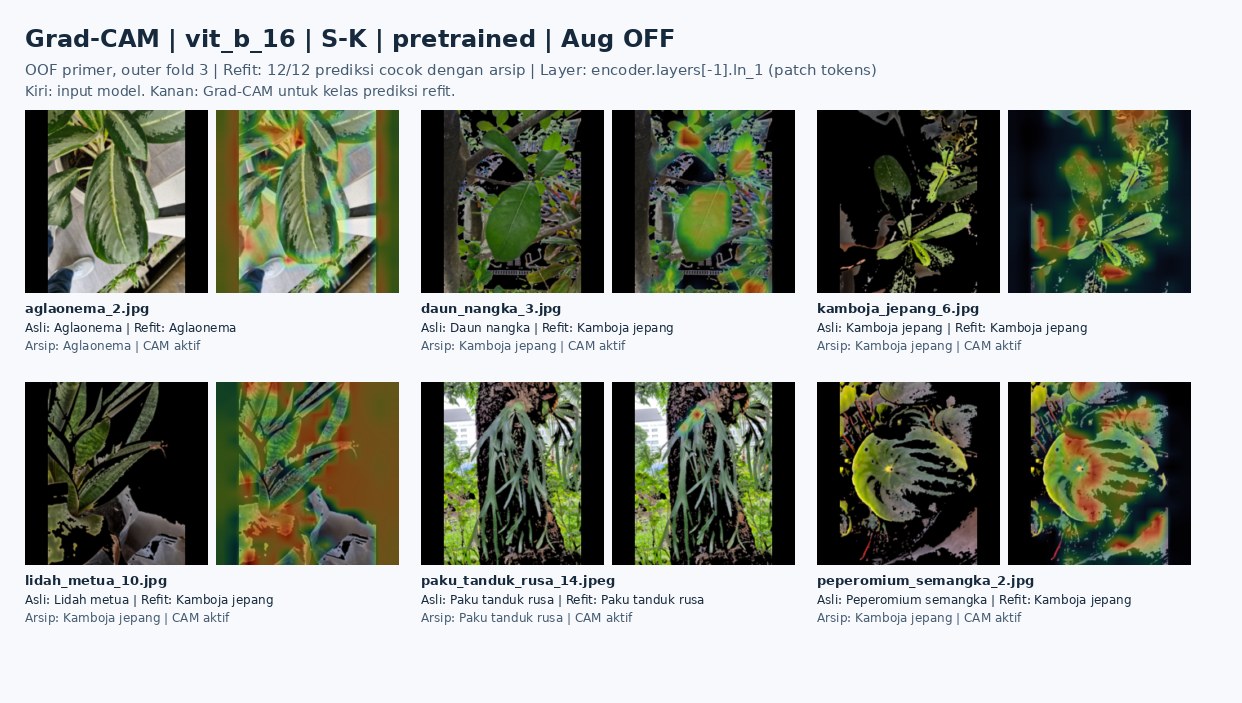 Grad-CAM | vit_b_16 | S-K | pretrained | Aug OFF
OOF primer, outer fold 3 | Refit: 12/12 prediksi cocok dengan arsip | Layer: encoder.layers[-1].ln_1 (patch tokens)
Kiri: input model. Kanan: Grad-CAM untuk kelas prediksi refit.
aglaonema_2.jpg
Asli: Aglaonema | Refit: Aglaonema
Arsip: Aglaonema | CAM aktif
daun_nangka_3.jpg
Asli: Daun nangka | Refit: Kamboja jepang
Arsip: Kamboja jepang | CAM aktif
kamboja_jepang_6.jpg
Asli: Kamboja jepang | Refit: Kamboja jepang
Arsip: Kamboja jepang | CAM aktif
lidah_metua_10.jpg
Asli: Lidah metua | Refit: Kamboja jepang
Arsip: Kamboja jepang | CAM aktif
paku_tanduk_rusa_14.jpeg
Asli: Paku tanduk rusa | Refit: Paku tanduk rusa
Arsip: Paku tanduk rusa | CAM aktif
peperomium_semangka_2.jpg
Asli: Peperomium semangka | Refit: Kamboja jepang
Arsip: Kamboja jepang | CAM aktif